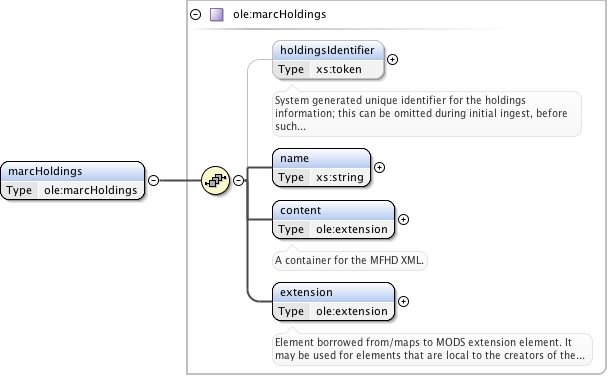 ole:marcHoldings
holdingsIdentifier
Type xs:token
System generated unique identifier for the holdings
information; this can be omitted during initial ingest, before
such...
name
Type xs:string
marcHoldings
Type ole:marcHoldings
content
Type ole:extension
A container for the MFHD XML.
extension
Type ole:extension
Element borrowed from/maps to MODS extension element. It
may be used for elements that are local to the creators of the...